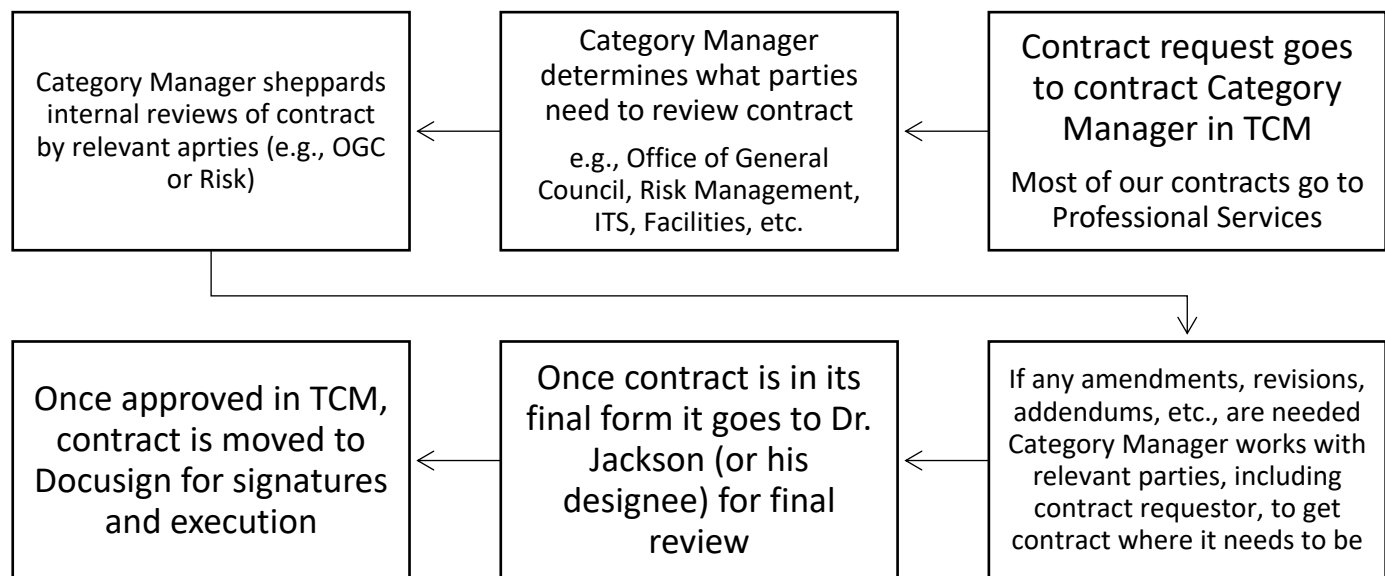 Category Manager sheppards
internal reviews of contract
by relevant aprties (e.g., OGC
or Risk)
Category Manager
determines what parties
need to review contract
e.g., Office of General
Council, Risk Management,
ITS, Facilities, etc.
Contract request goes
to contract Category
Manager in TCM
Most of our contracts go to
Professional Services
Once approved in TCM,
contract is moved to
Docusign for signatures
and execution
Once contract is in its
final form it goes to Dr.
Jackson (or his
designee) for final
review
If any amendments, revisions,
addendums, etc., are needed
Category Manager works with
relevant parties, including
contract requestor, to get
contract where it needs to be